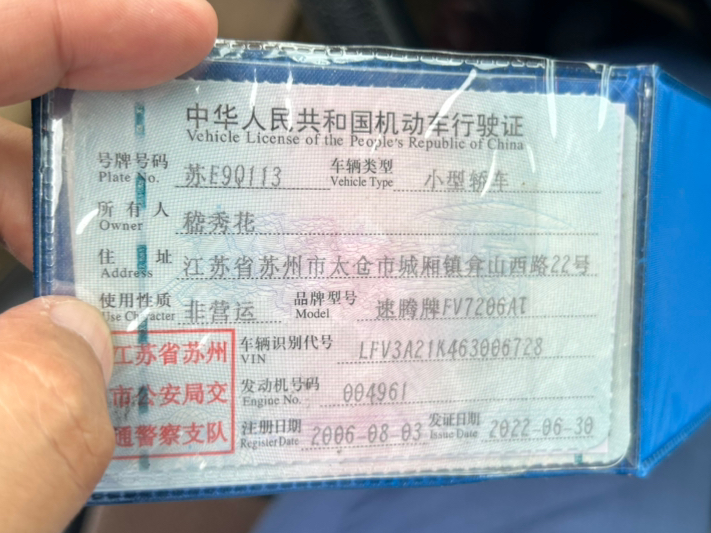 中华人民共和国机动车行驶证
Vehicle License of the People's Republic of China
号牌号码 苏E9Q113 车辆类型 小型轿车
Plate No. Vehicle Type
所有人 嵇秀花
Owner
住址 江苏省苏州市太仓市城厢镇弇山西路22号
Address
使用性质 非营运 品牌型号 速腾牌FV7206AT
Use Character Model
江苏省苏州 车辆识别代号 LFV3A21K463006728
VIN
市公安局交 发动机号码 004961
Engine No.
通警察支队 注册日期 2006-08-03 发证日期 2022-06-30
Register Date Issue Date